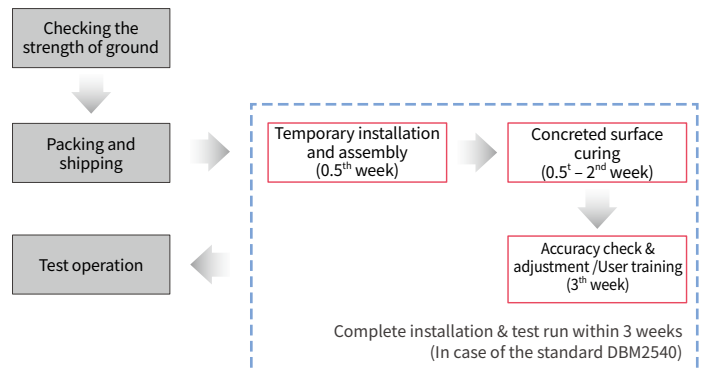 Checking the
strength of ground
Packing and
shipping
Temporary installation
and assembly
(0.5th week)
Concreted surface
curing
(0.5t – 2nd week)
Accuracy check &
adjustment /User training
(3th week)
Test operation
Complete installation & test run within 3 weeks
(In case of the standard DBM2540)